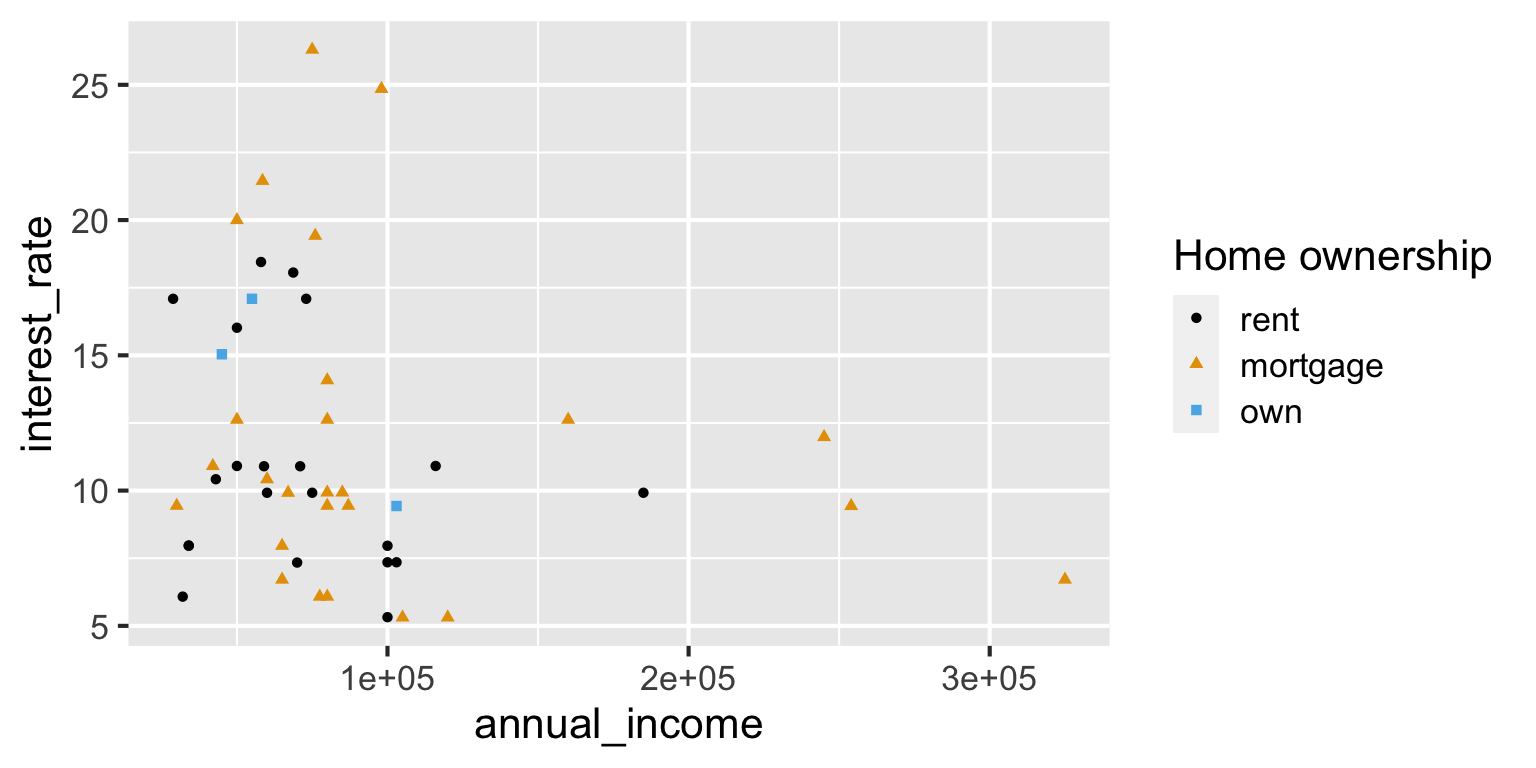 25
20
15
10
5
interest_rate
1e+05 2e+05 3e+05
annual_income
Home ownership
rent
mortgage
own